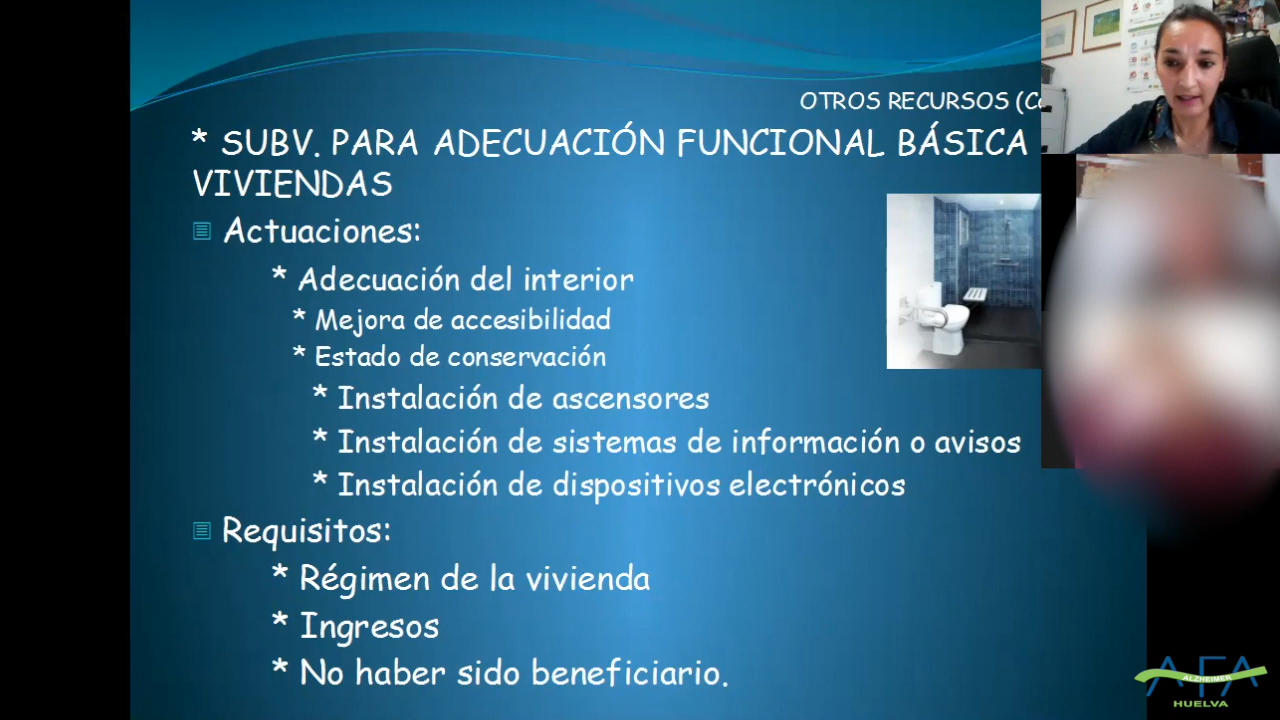 OTROS RECURSOS (C
* SUBV. PARA ADECUACIÓN FUNCIONAL BÁSICA
VIVIENDAS
Actuaciones:
* Adecuación del interior
* Mejora de accesibilidad
* Estado de conservación
* Instalación de ascensores
* Instalación de sistemas de información o avisos
* Instalación de dispositivos electrónicos
Requisitos:
* Régimen de la vivienda
* Ingresos
* No haber sido beneficiario.
AFA
ALZHEIMER
HUELVA